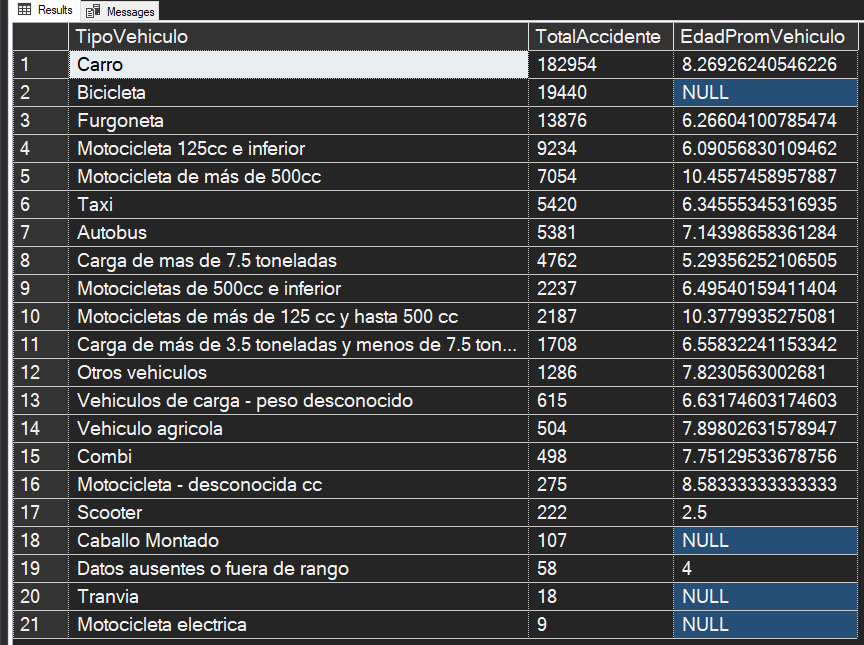 Results Messages
TipoVehiculo TotalAccidente EdadPromVehiculo
1 Carro 182954 8.26926240546226
2 Bicicleta 19440 NULL
3 Furgoneta 13876 6.26604100785474
4 Motocicleta 125cc e inferior 9234 6.09056830109462
5 Motocicleta de más de 500cc 7054 10.4557458957887
6 Taxi 5420 6.34555345316935
7 Autobus 5381 7.14398658361284
8 Carga de mas de 7.5 toneladas 4762 5.29356252106505
9 Motocicletas de 500cc e inferior 2237 6.49540159411404
10 Motocicletas de más de 125 cc y hasta 500 cc 2187 10.3779935275081
11 Carga de más de 3.5 toneladas y menos de 7.5 ton... 1708 6.55832241153342
12 Otros vehiculos 1286 7.8230563002681
13 Vehiculos de carga - peso desconocido 615 6.63174603174603
14 Vehiculo agricola 504 7.89802631578947
15 Combi 498 7.75129533678756
16 Motocicleta - desconocida cc 275 8.58333333333333
17 Scooter 222 2.5
18 Caballo Montado 107 NULL
19 Datos ausentes o fuera de rango 58 4
20 Tranvia 18 NULL
21 Motocicleta electrica 9 NULL